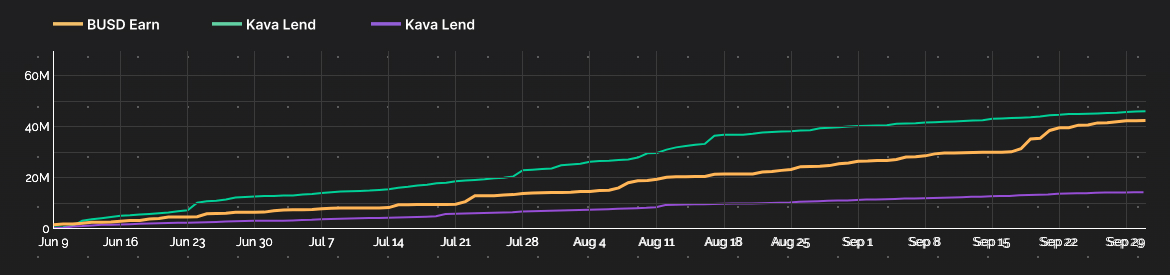 BUSD Earn Kava Lend Kava Lend
60M
40M
20M
0
Jun 9 Jun 16 Jun 23 Jun 30 Jul 7 Jul 14 Jul 21 Jul 28 Aug 4 Aug 11 Aug 18 Aug 25 Sep 1 Sep 8 Sep 15 Sep 22 Sep 29